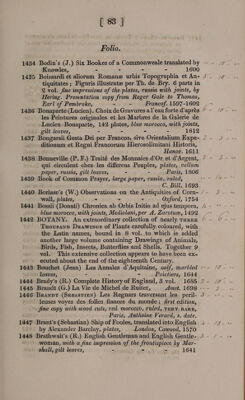 [ 83 ]
Folio.
1434 Bodin's (J.) Six Bookes of a Commonweale translated by
Knowles, 1606
1435 Boissardi et aliorum Romanæ urbis Topographia et An-
tiquitates; Figuris illustratæ per Th. de Bry. 6 parts in
2 vol. fine impressions of the plates, russia with joints, by
Hering. Presentation copy from Roger Gale to Thomas,
Earl of Pembroke, Francof. 1597-1602
1436 Bonaparte (Lucien). Choix de Gravures a l'eau forte d'après
les Peintures originales et les Marbres de la Galerie de
Lucien Bonaparte, 142 plates, blue morocco, with joints,
gilt leaves, 1812
1437 Bongarsii Gesta Dei per Francos, sive Orientalium Expe-
ditionum et Regni Francorum Hierosolimitani Historia,
Hanov. 1611
1438 Bonneville (P. F.) Traité des Monnaies d'Or et d'Argent,
qui circulent chez les differens Peuples, plates, vellum
paper, russia, gilt leaves, Paris, 1806
1439 Book of Common Prayer, large paper, russia, ruled,
C. Bill, 1693
1440 Borlase's (W.) Observations on the Antiquities of Corn-
wall, plates, Oxford, 1754
1441 Bossii (Donati) Chronica ab Orbis Initio ad ejus tempora,
blue morocco, with joints, Mediolani, per A. Zarotum, 1492
1442 BOTANY. An extraordinary collection of nearly three
Thousand Drawings of Plants carefully coloured, with
the Latin names, bound in 8 vol. to which is added
another large volume containing Drawings of Animals,
Birds, Fish, Insects, Butterflies and Shells. Together 9
vol. This extensive collection appears to have been exe-
cuted about the end of the eighteenth Century.
1443 Bouchet (Jean) Les Annales d'Aquitaine, calf, marbled
leaves, Poictiers, 1644
1444 Brady's (R.) Complete History of England, 3 vol. 1685
1445 Brandt (G.) La Vie de Michel de Ruiter, Amst. 1698
1446 Brandt (Sebastien) Les Regnars traversant les peril-
leuses voyes des folles fiances du monde: first edition,
fine copy with wood cuts, red morocco, ruled, very rare,
Paris, Anthoine Verard, s. date.
1447 Brant's (Sebastian) Ship of Fooles, translated into English
by Alexander Barclay, plates, London, Cawood, 1570
1448 Brathwait's (R.) English Gentleman and English Gentle-
woman, with a fine impression of the frontispiece by Mar-
shall, gilt leaves, 1641